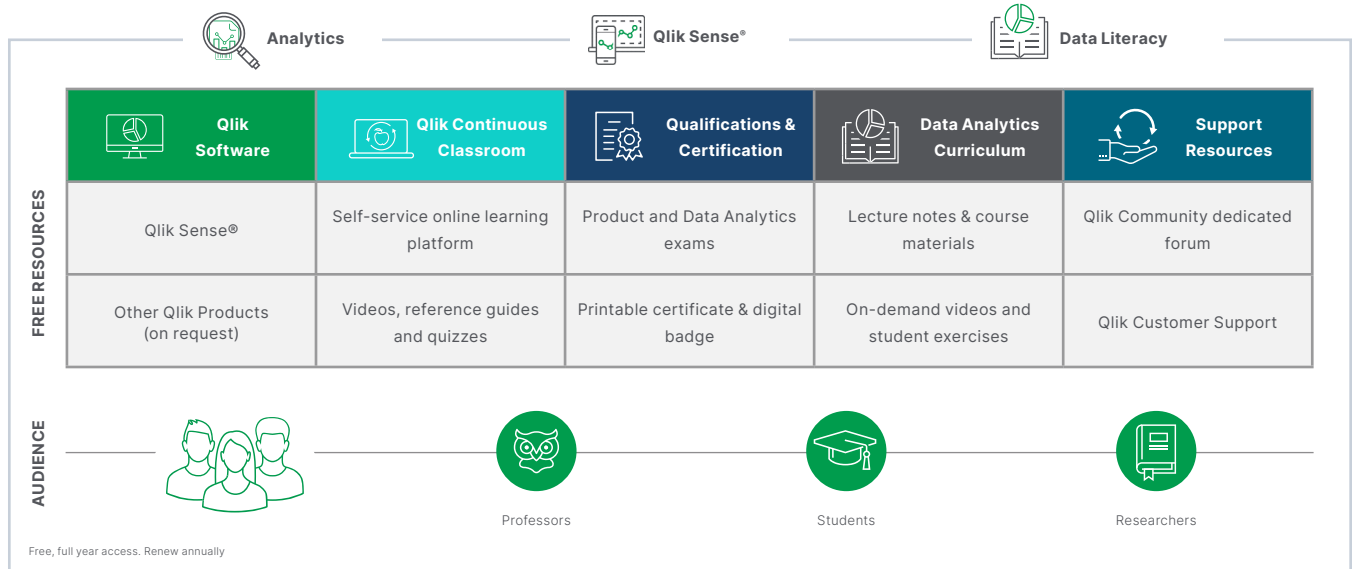 Analytics
Qlik Sense®
Data Literacy
Qlik
Software
Qlik Continuous
Classroom
Qualifications &
Certification
Data Analytics
Curriculum
Support
Resources
FREE RESOURCES
Qlik Sense®
Self-service online learning
platform
Product and Data Analytics
exams
Lecture notes & course
materials
Qlik Community dedicated
forum
Other Qlik Products
(on request)
Videos, reference guides
and quizzes
Printable certificate & digital
badge
On-demand videos and
student exercises
Qlik Customer Support
AUDIENCE
Professors
Students
Researchers
Free, full year access. Renew annually